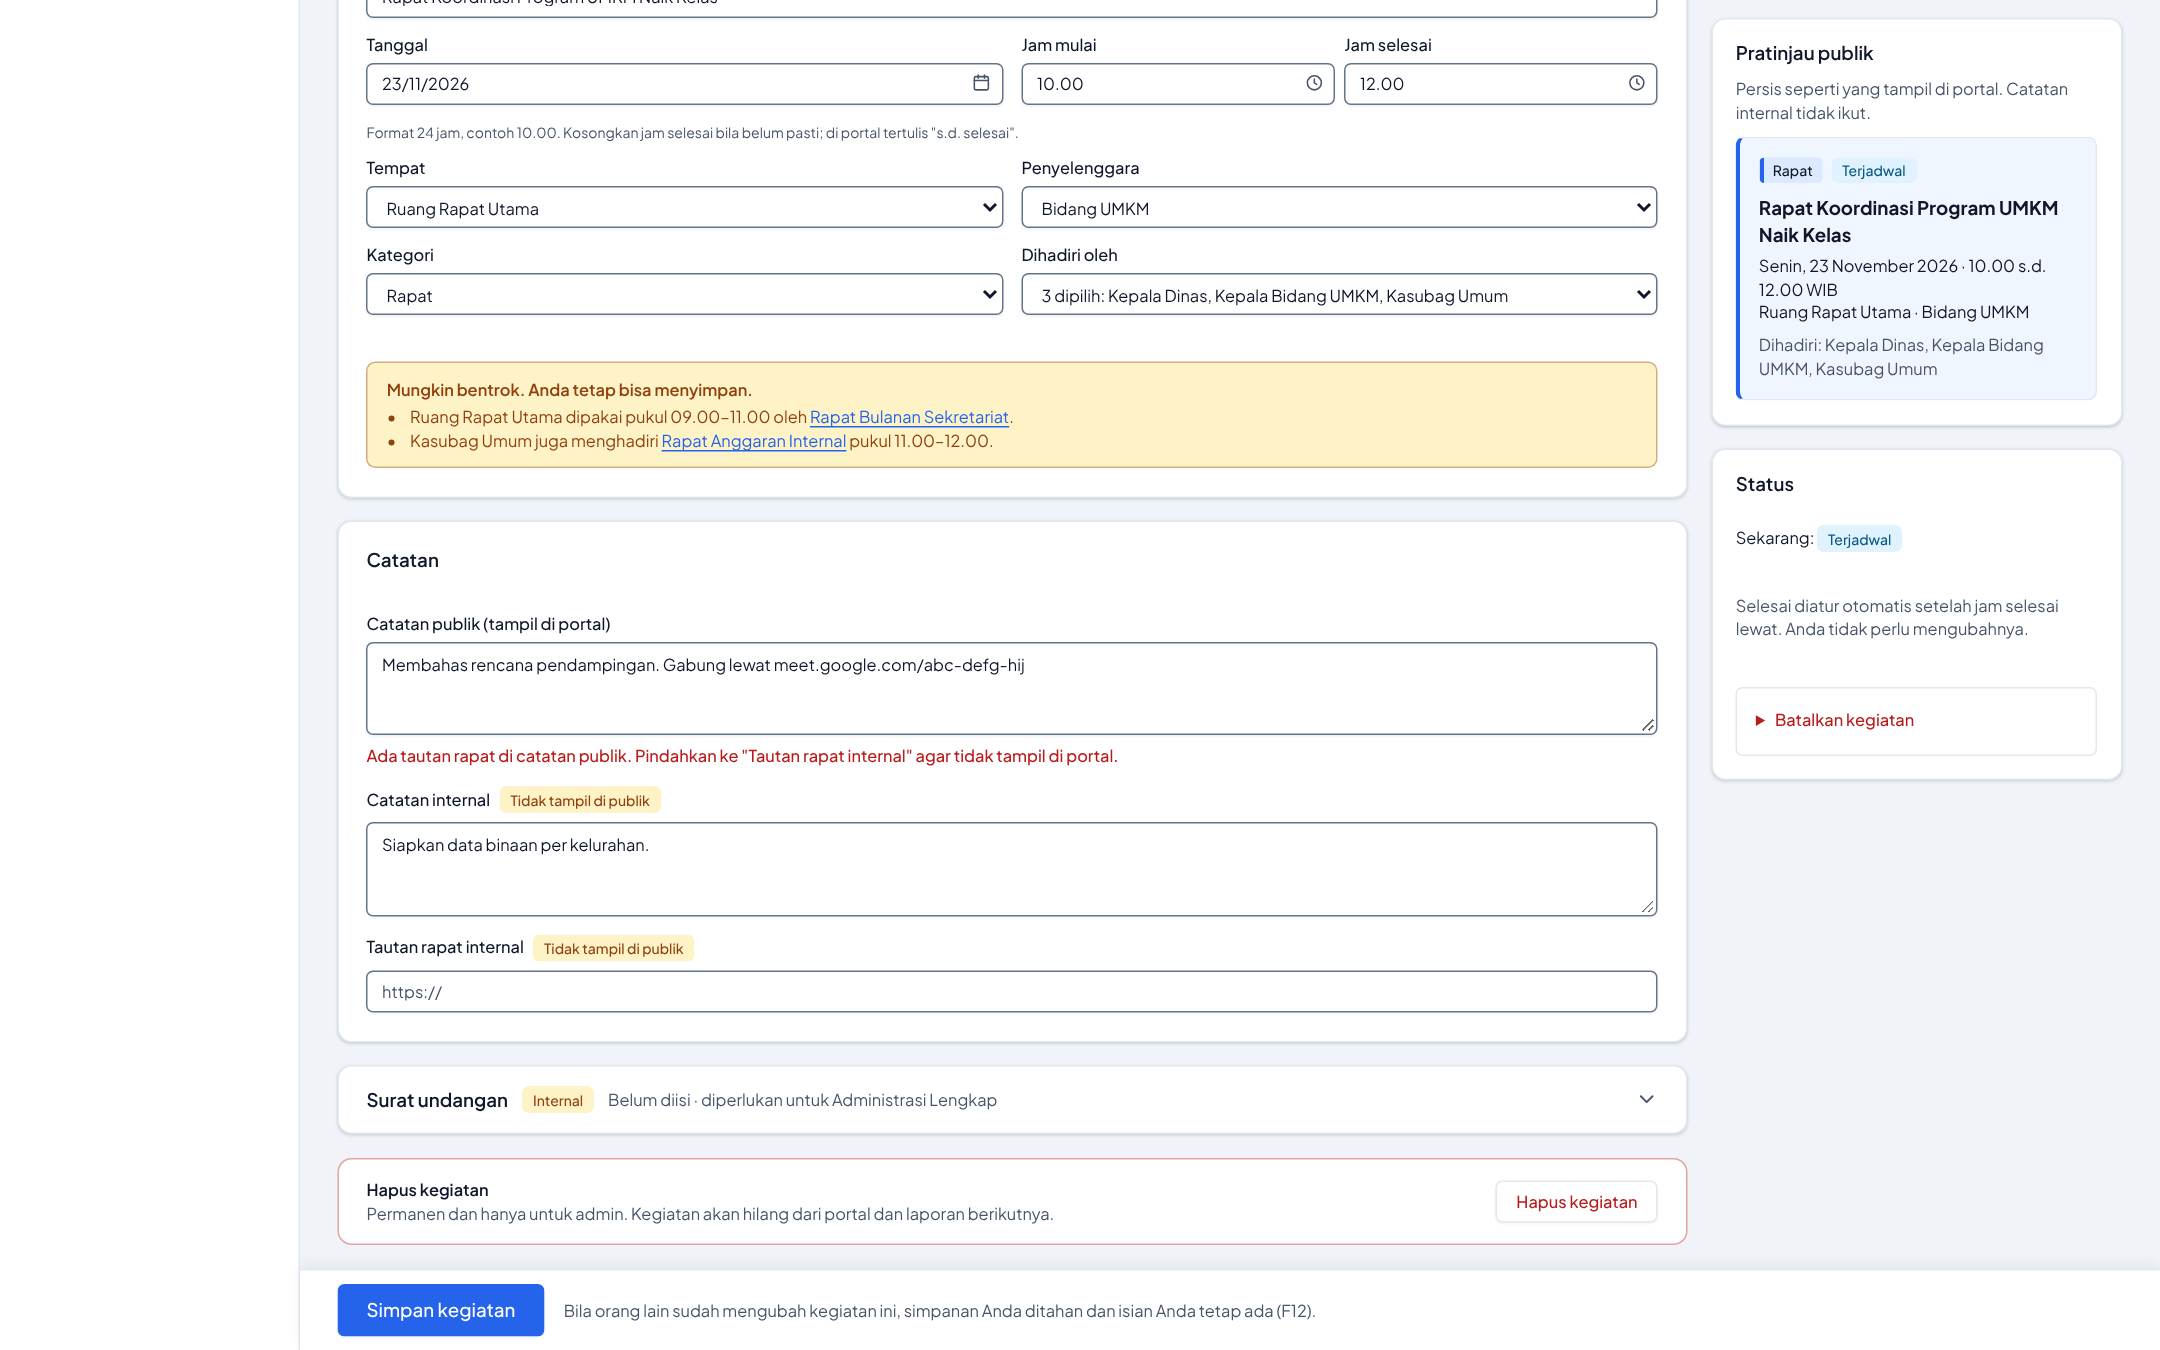 Rapat Koordinasi Program UMKM Naik Kelas
Tanggal
23/11/2026
Jam mulai
10.00
Jam selesai
12.00
Format 24 jam, contoh 10.00. Kosongkan jam selesai bila belum pasti; di portal tertulis "s.d. selesai".
Tempat
Ruang Rapat Utama
Penyelenggara
Bidang UMKM
Kategori
Rapat
Dihadiri oleh
3 dipilih: Kepala Dinas, Kepala Bidang UMKM, Kasubag Umum
Mungkin bentrok. Anda tetap bisa menyimpan.
• Ruang Rapat Utama dipakai pukul 09.00–11.00 oleh Rapat Bulanan Sekretariat.
• Kasubag Umum juga menghadiri Rapat Anggaran Internal pukul 11.00–12.00.
Catatan
Catatan publik (tampil di portal)
Membahas rencana pendampingan. Gabung lewat meet.google.com/abc-defg-hij
Ada tautan rapat di catatan publik. Pindahkan ke "Tautan rapat internal" agar tidak tampil di portal.
Catatan internal Tidak tampil di publik
Siapkan data binaan per kelurahan.
Tautan rapat internal Tidak tampil di publik
https://
Surat undangan Internal Belum diisi · diperlukan untuk Administrasi Lengkap
Hapus kegiatan
Permanen dan hanya untuk admin. Kegiatan akan hilang dari portal dan laporan berikutnya.
Hapus kegiatan
Simpan kegiatan
Bila orang lain sudah mengubah kegiatan ini, simpanan Anda ditahan dan isian Anda tetap ada (F12).
Pratinjau publik
Persis seperti yang tampil di portal. Catatan
internal tidak ikut.
Rapat Terjadwal
Rapat Koordinasi Program UMKM
Naik Kelas
Senin, 23 November 2026 · 10.00 s.d.
12.00 WIB
Ruang Rapat Utama · Bidang UMKM
Dihadiri: Kepala Dinas, Kepala Bidang
UMKM, Kasubag Umum
Status
Sekarang: Terjadwal
Selesai diatur otomatis setelah jam selesai
lewat. Anda tidak perlu mengubahnya.
Batalkan kegiatan